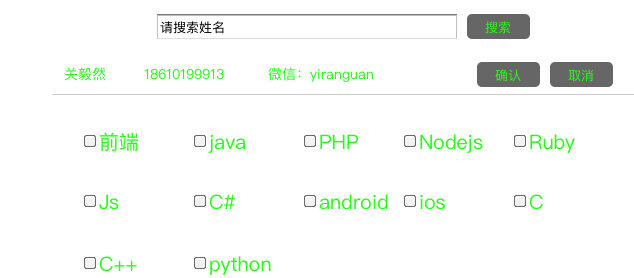 请搜索姓名 搜索
关毅然 18610199913 微信：yiranguan 确认 取消
前端 java PHP Nodejs Ruby
Js C# android ios C
C++ python